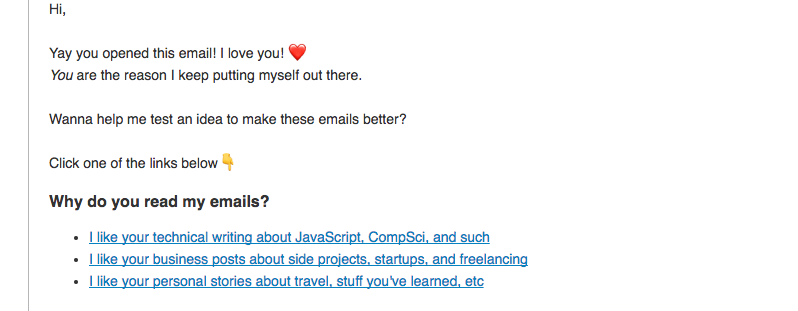 Hi,
Yay you opened this email! I love you! ❤️
You are the reason I keep putting myself out there.
Wanna help me test an idea to make these emails better?
Click one of the links below 👇
Why do you read my emails?
• I like your technical writing about JavaScript, CompSci, and such
• I like your business posts about side projects, startups, and freelancing
• I like your personal stories about travel, stuff you've learned, etc